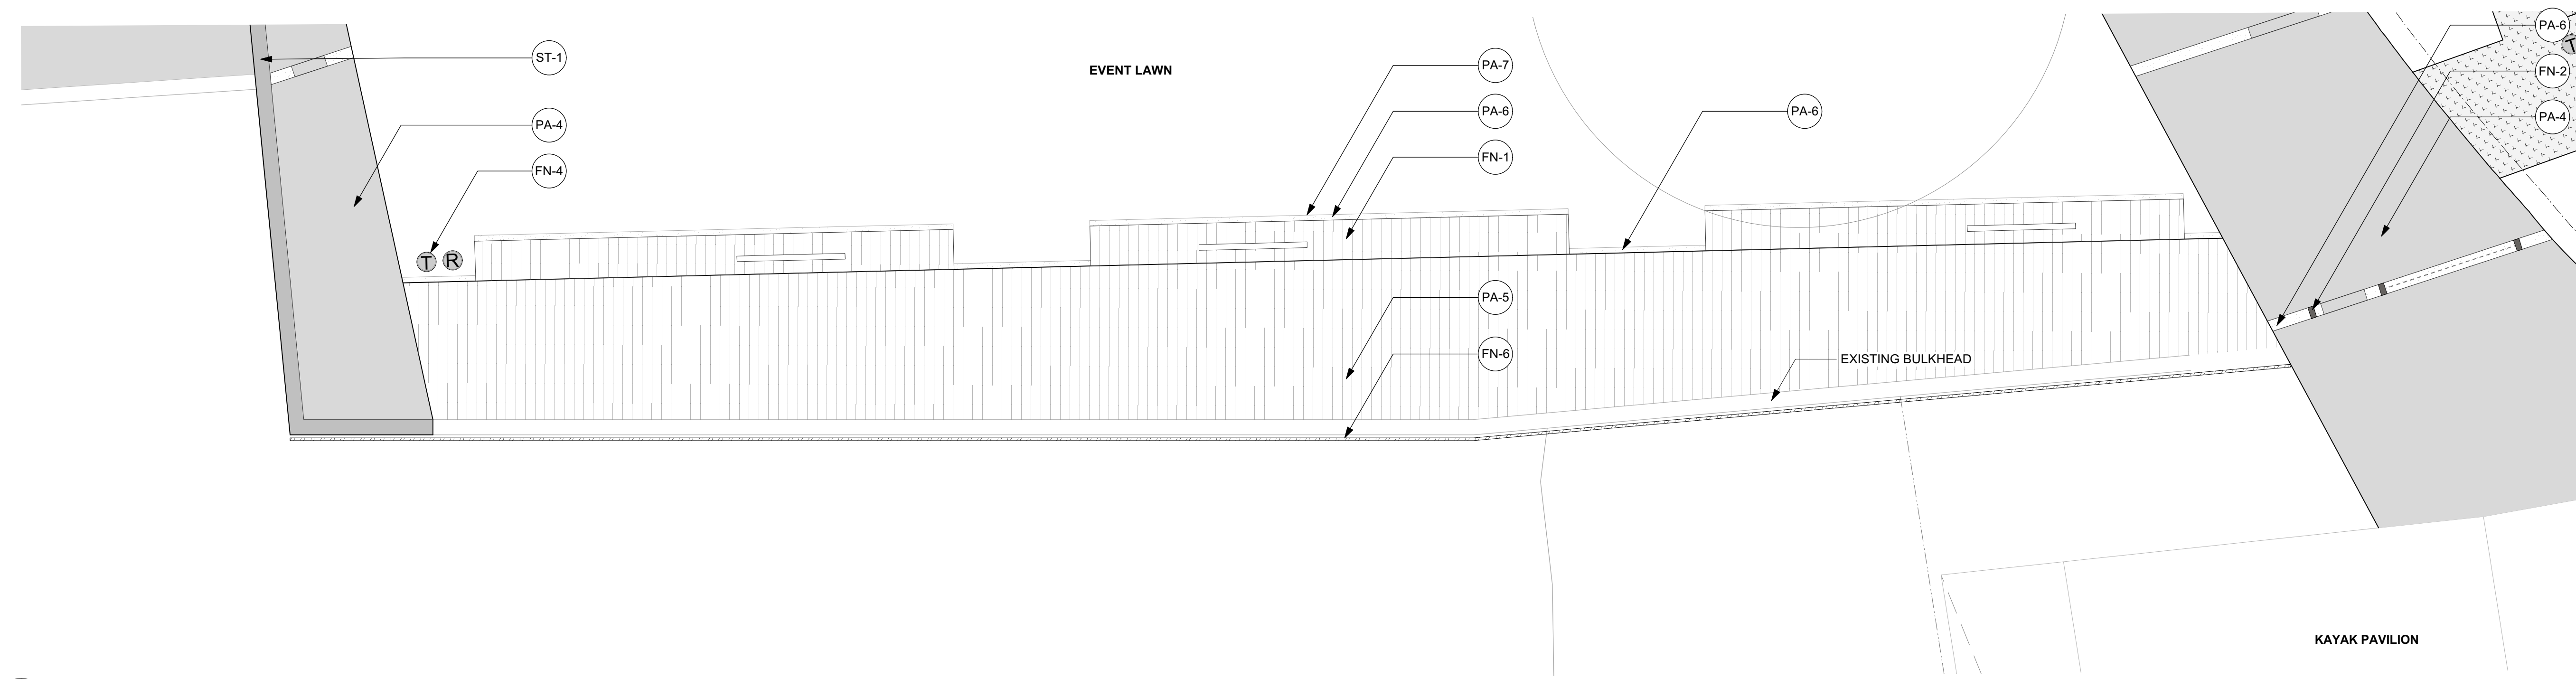 ST-1
PA-4
FN-4
T
R
EVENT LAWN
PA-7
PA-6
FN-1
PA-6
PA-5
FN-6
EXISTING BULKHEAD
PA-6
T
FN-2
PA-4
KAYAK PAVILION